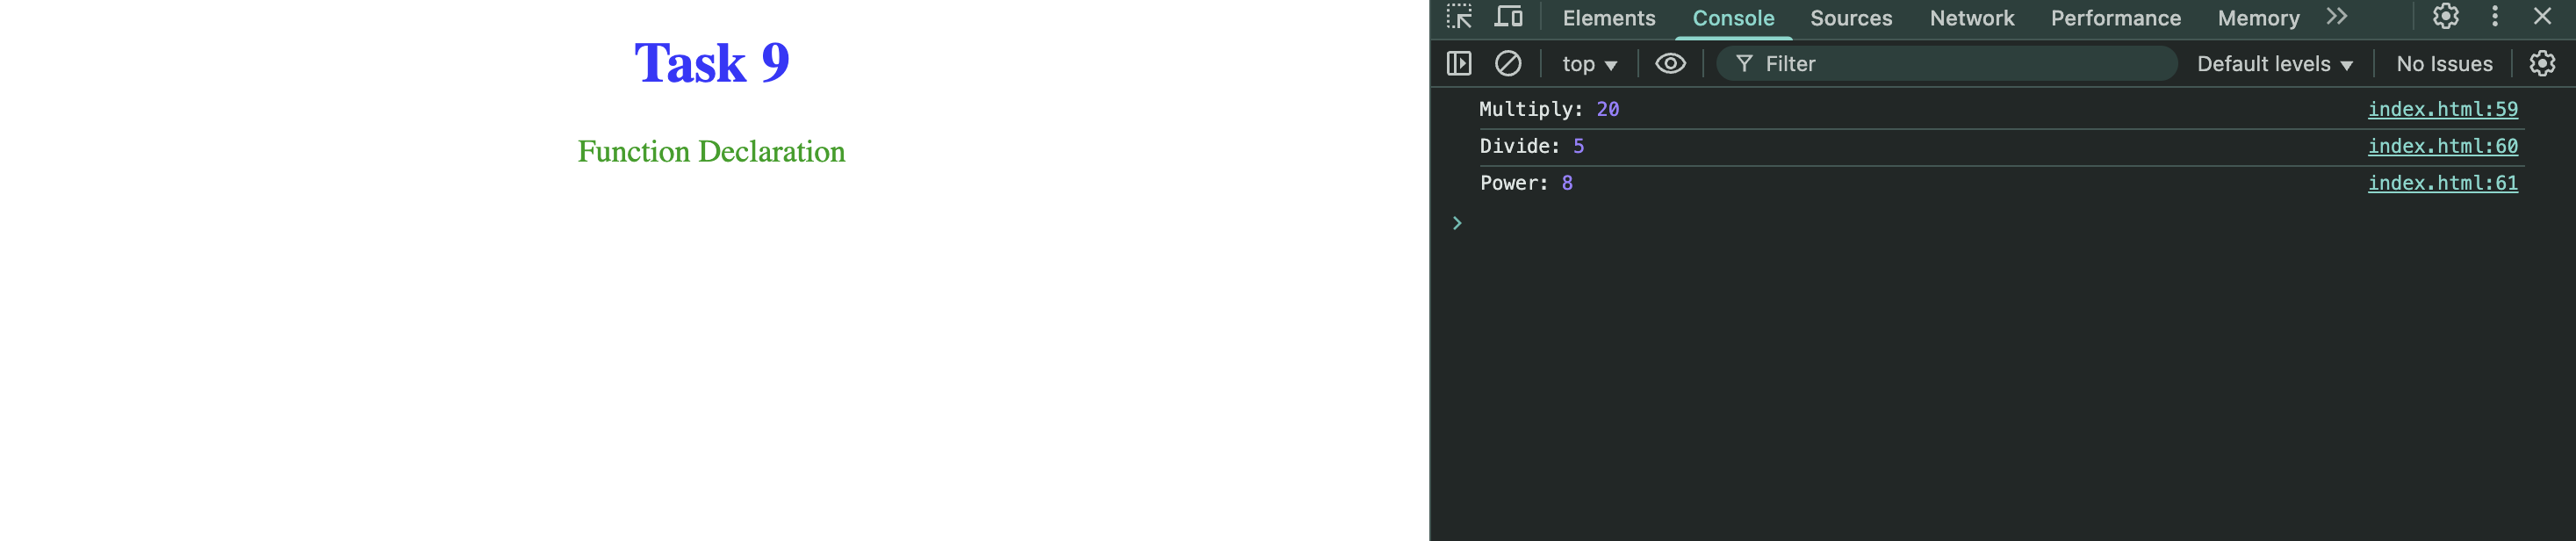 Task 9
Function Declaration
Elements Console Sources Network Performance Memory
top Filter Default levels No Issues
Multiply: 20 index.html:59
Divide: 5 index.html:60
Power: 8 index.html:61